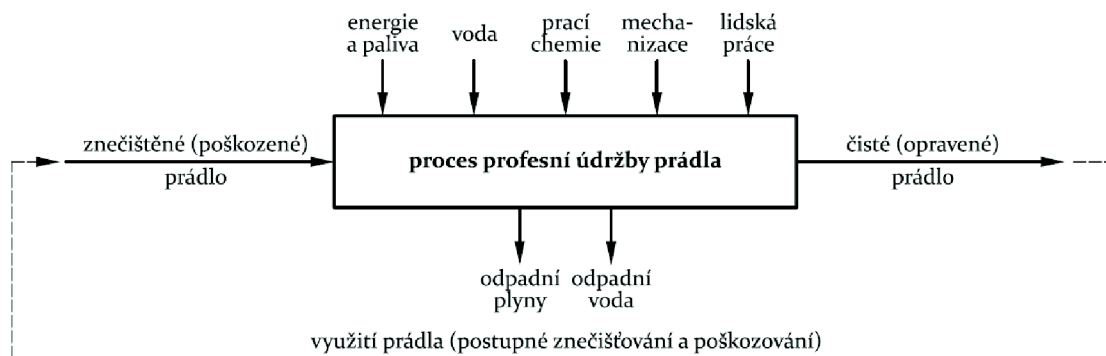 energie
a paliva
voda
prací
chemie
mecha-
nizace
lidská
práce
znečištěné (poškozené)
prádlo
proces profesní údržby prádla
čisté (opravené)
prádlo
odpadní
plyny
odpadní
voda
využití prádla (postupné znečišťování a poškozování)